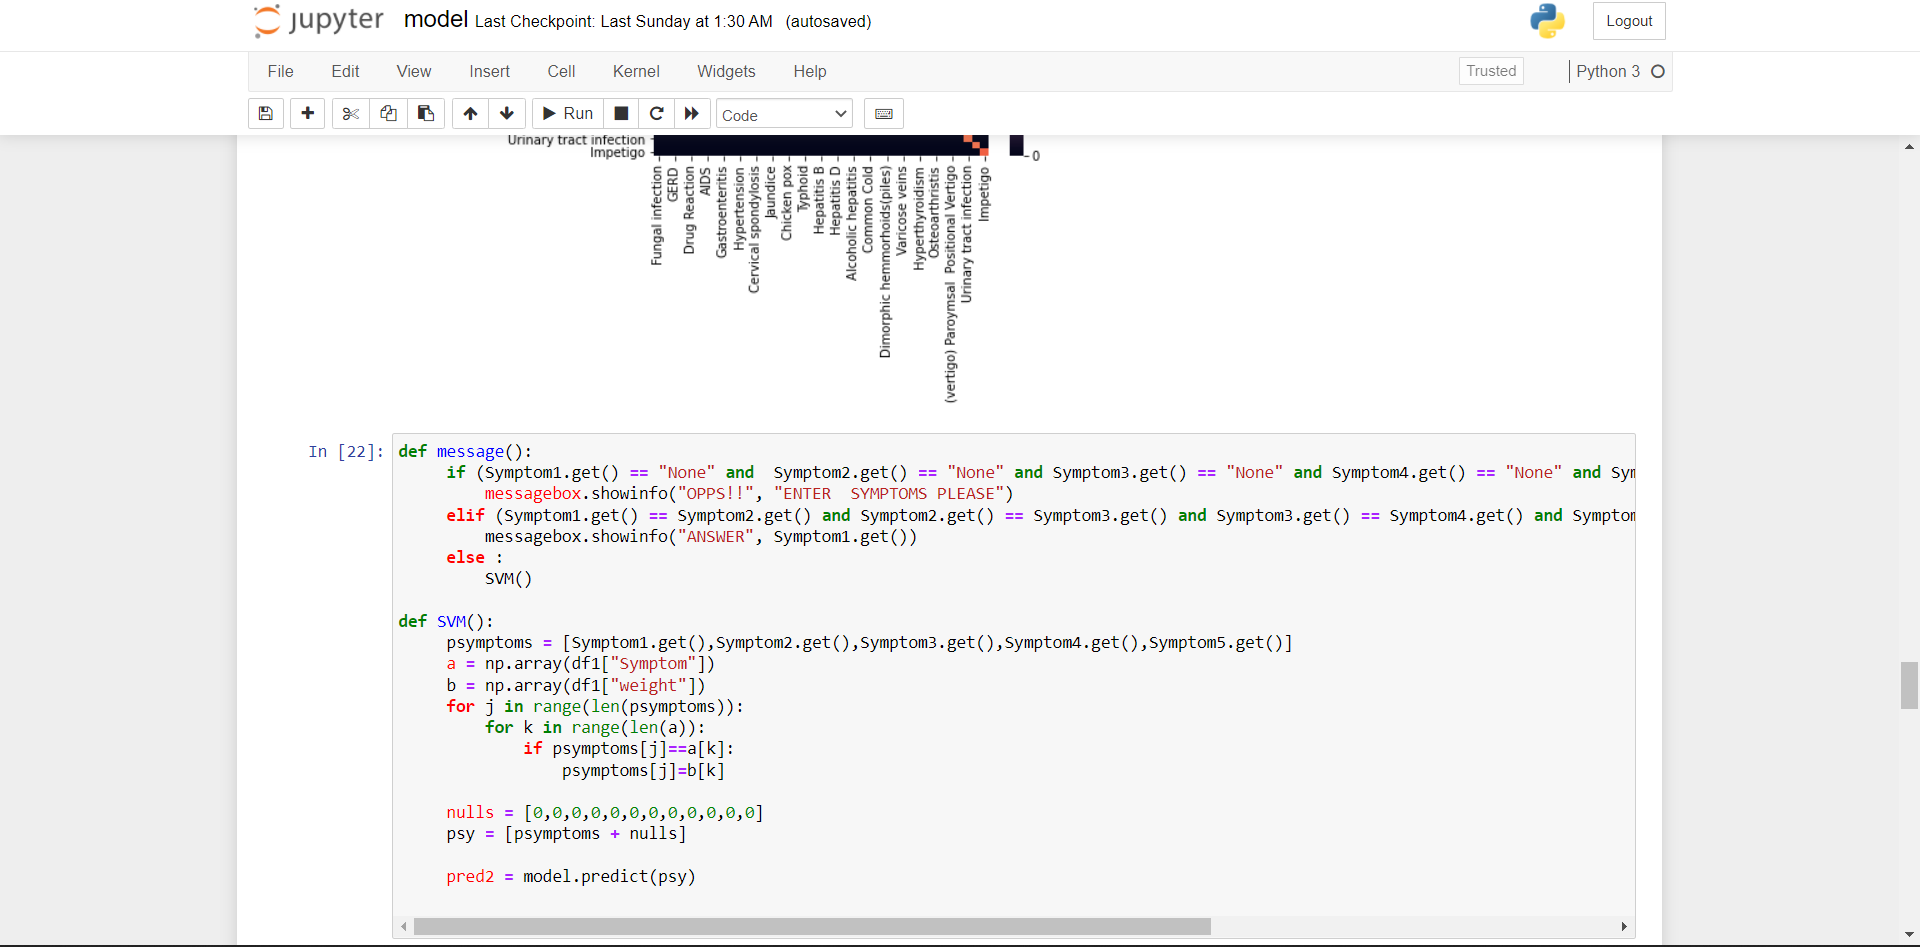 jupyter model Last Checkpoint: Last Sunday at 1:30 AM (autosaved) Logout
File Edit View Insert Cell Kernel Widgets Help Trusted Python 3
Run Code
Urinary tract infection
Impetigo
0
Fungal infection
GERD
Drug Reaction
AIDS
Gastroenteritis
Hypertension
Cervical spondylosis
Jaundice
Chicken pox
Typhoid
Hepatitis B
Hepatitis D
Alcoholic hepatitis
Common Cold
Dimorphic hemmorhoids(piles)
Varicose veins
Hyperthyroidism
Osteoarthristis
(vertigo) Paroymsal  Positional Vertigo
Urinary tract infection
Impetigo
In [22]:
def message():
if (Symptom1.get() == "None" and  Symptom2.get() == "None" and Symptom3.get() == "None" and Symptom4.get() == "None" and Sym
messagebox.showinfo("OPPS!!", "ENTER  SYMPTOMS PLEASE")
elif (Symptom1.get() == Symptom2.get() and Symptom2.get() == Symptom3.get() and Symptom3.get() == Symptom4.get() and Symptom
messagebox.showinfo("ANSWER", Symptom1.get())
else :
SVM()
def SVM():
psymptoms = [Symptom1.get(),Symptom2.get(),Symptom3.get(),Symptom4.get(),Symptom5.get()]
a = np.array(df1["Symptom"])
b = np.array(df1["weight"])
for j in range(len(psymptoms)):
for k in range(len(a)):
if psymptoms[j]==a[k]:
psymptoms[j]=b[k]
nulls = [0,0,0,0,0,0,0,0,0,0,0,0]
psy = [psymptoms + nulls]
pred2 = model.predict(psy)